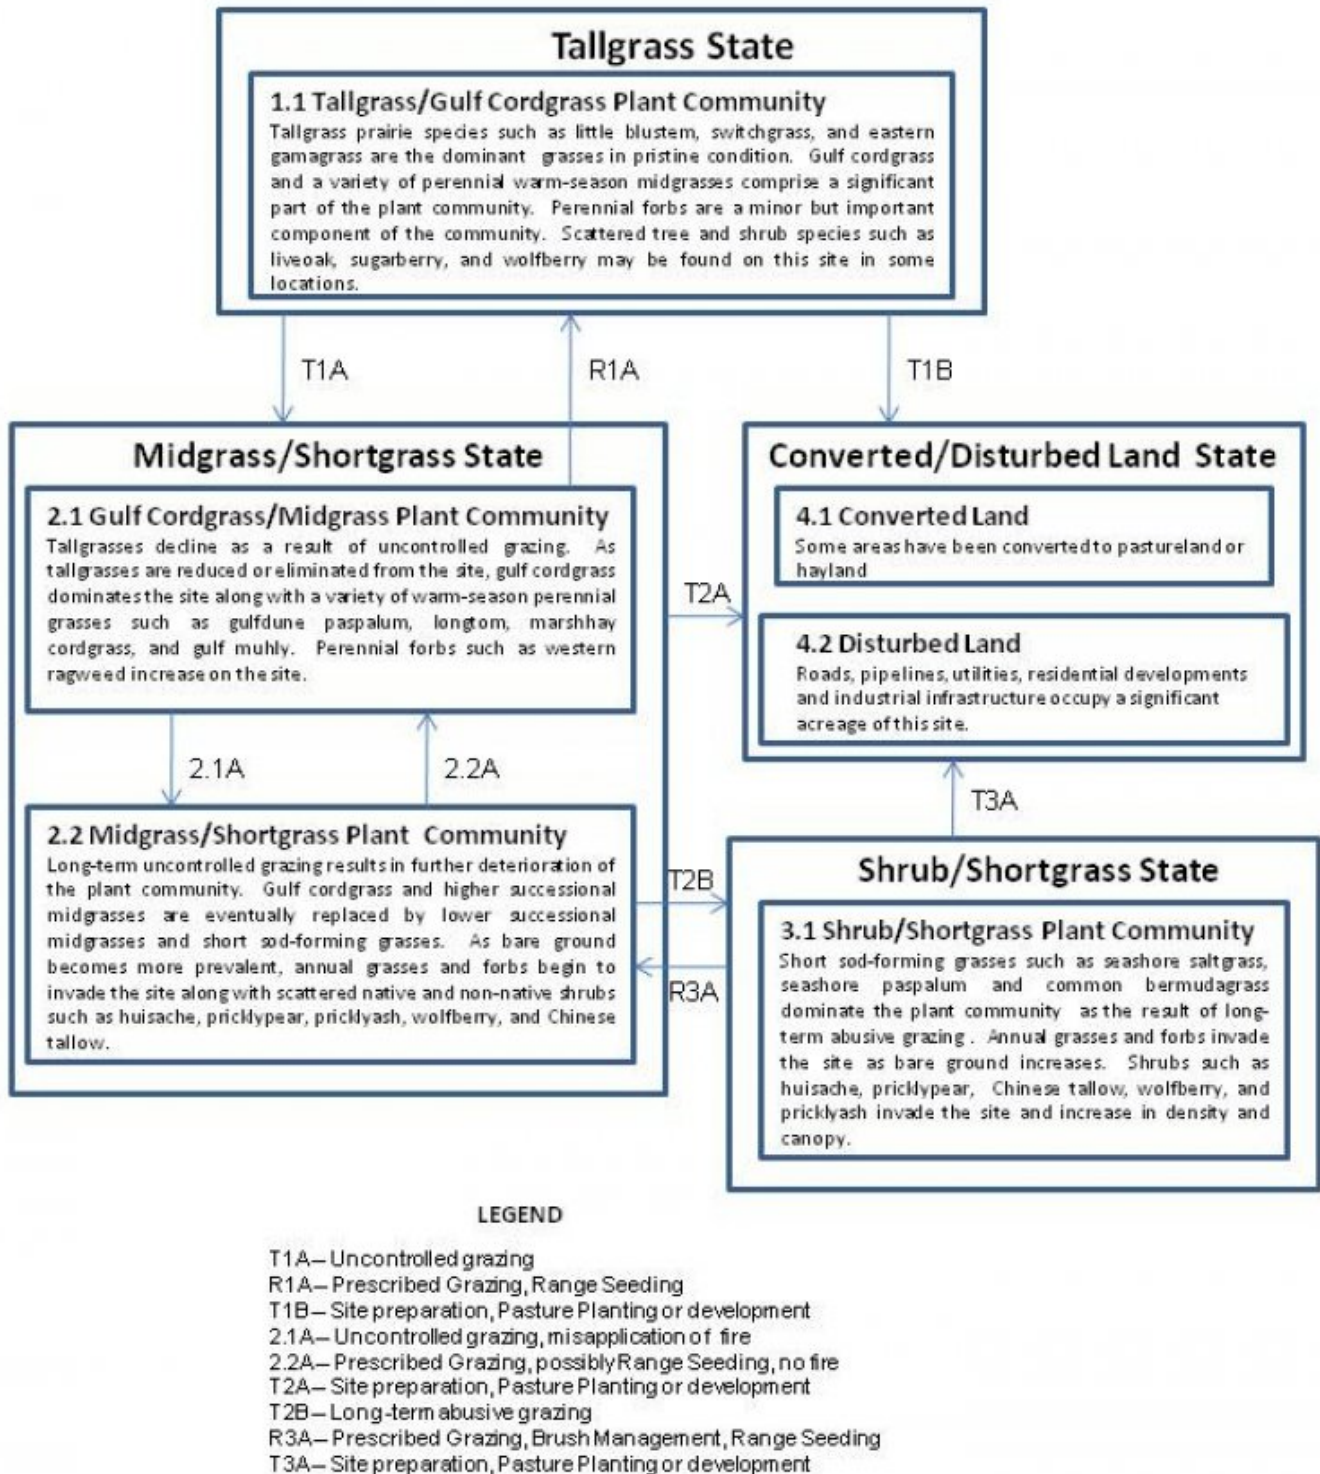 Tallgrass State
1.1 Tallgrass/Gulf Cordgrass Plant Community
Tallgrass prairie species such as little blustem, switchgrass, and eastern
gamagrass are the dominant grasses in pristine condition. Gulf cordgrass
and a variety of perennial warm-season midgrasses comprise a significant
part of the plant community. Perennial forbs are a minor but important
component of the community. Scattered tree and shrub species such as
liveoak, sugarberry, and wolfberry may be found on this site in some
locations.
T1A
R1A
T1B
Midgrass/Shortgrass State
2.1 Gulf Cordgrass/Midgrass Plant Community
Tallgrasses decline as a result of uncontrolled grazing. As
tallgrasses are reduced or eliminated from the site, gulf cordgrass
dominates the site along with a variety of warm-season perennial
grasses such as gulfdune paspalum, longtom, marshhay
cordgrass, and gulf muhly. Perennial forbs such as western
ragweed increase on the site.
2.1A
2.2A
2.2 Midgrass/Shortgrass Plant Community
Long-term uncontrolled grazing results in further deterioration of
the plant community. Gulf cordgrass and higher successional
midgrasses are eventually replaced by lower successional
midgrasses and short sod-forming grasses. As bare ground
becomes more prevalent, annual grasses and forbs begin to
invade the site along with scattered native and non-native shrubs
such as huisache, pricklypear, pricklyash, wolfberry, and Chinese
tallow.
T2A
Converted/Disturbed Land State
4.1 Converted Land
Some areas have been converted to pastureland or
hayland
4.2 Disturbed Land
Roads, pipelines, utilities, residential developments
and industrial infrastructure occupy a significant
acreage of this site.
T3A
T2B
R3A
Shrub/Shortgrass State
3.1 Shrub/Shortgrass Plant Community
Short sod-forming grasses such as seashore saltgrass,
seashore paspalum and common bermudagrass
dominate the plant community as the result of long-
term abusive grazing . Annual grasses and forbs invade
the site as bare ground increases. Shrubs such as
huisache, pricklypear, Chinese tallow, wolfberry, and
pricklyash invade the site and increase in density and
canopy.
LEGEND
T1A– Uncontrolled grazing
R1A– Prescribed Grazing, Range Seeding
T1B– Site preparation, Pasture Planting or development
2.1A– Uncontrolled grazing, misapplication of fire
2.2A– Prescribed Grazing, possibly Range Seeding, no fire
T2A– Site preparation, Pasture Planting or development
T2B– Long-term abusive grazing
R3A– Prescribed Grazing, Brush Management, Range Seeding
T3A– Site preparation, Pasture Planting or development